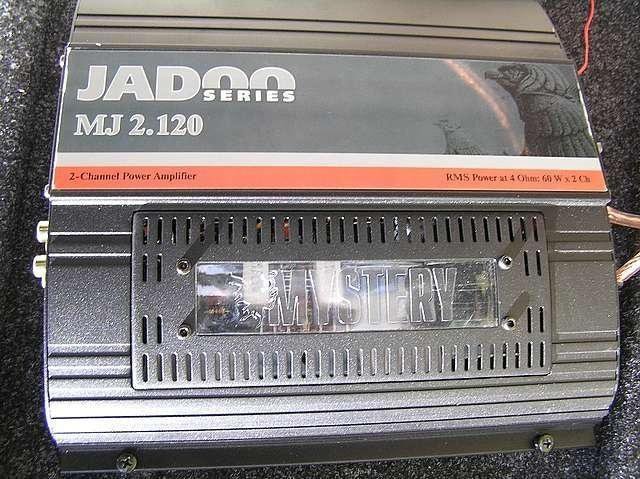 JADOO
SERIES
MJ 2.120
2-Channel Power Amplifier
RMS Power at 4 Ohm: 60 W x 2 Ch
MYSTERY